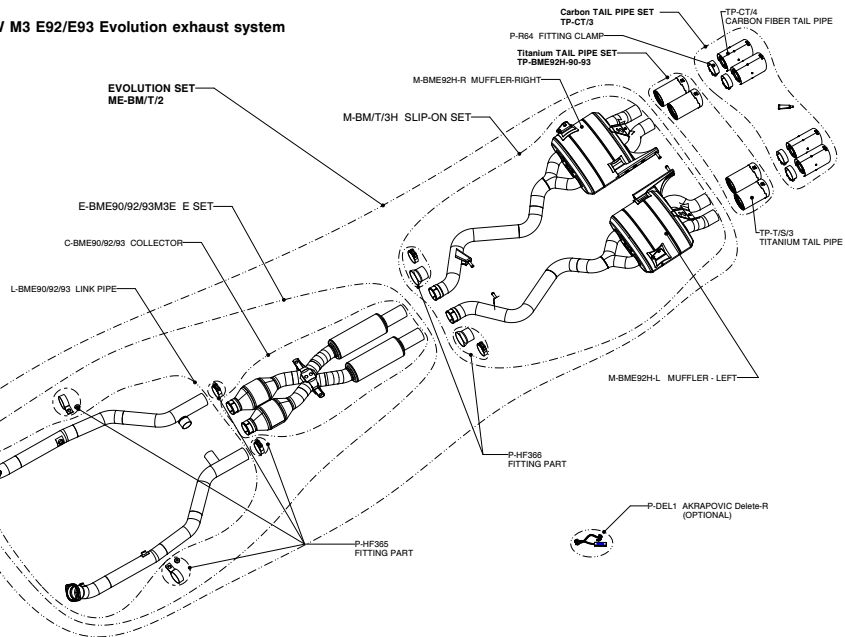 V M3 E92/E93 Evolution exhaust system
Carbon TAIL PIPE SET
TP-CT/3
TP-CT/4
CARBON FIBER TAIL PIPE
P-R64 FITTING CLAMP
Titanium TAIL PIPE SET
TP-BME92H-90-93
M-BME92H-R MUFFLER-RIGHT
EVOLUTION SET
ME-BM/T/2
M-BM/T/3H SLIP-ON SET
E-BME90/92/93M3E E SET
C-BME90/92/93 COLLECTOR
TP-T/S/3
TITANIUM TAIL PIPE
L-BME90/92/93 LINK PIPE
M-BME92H-L MUFFLER - LEFT
P-HF366
FITTING PART
P-DEL1 AKRAPOVIC Delete-R
(OPTIONAL)
P-HF365
FITTING PART